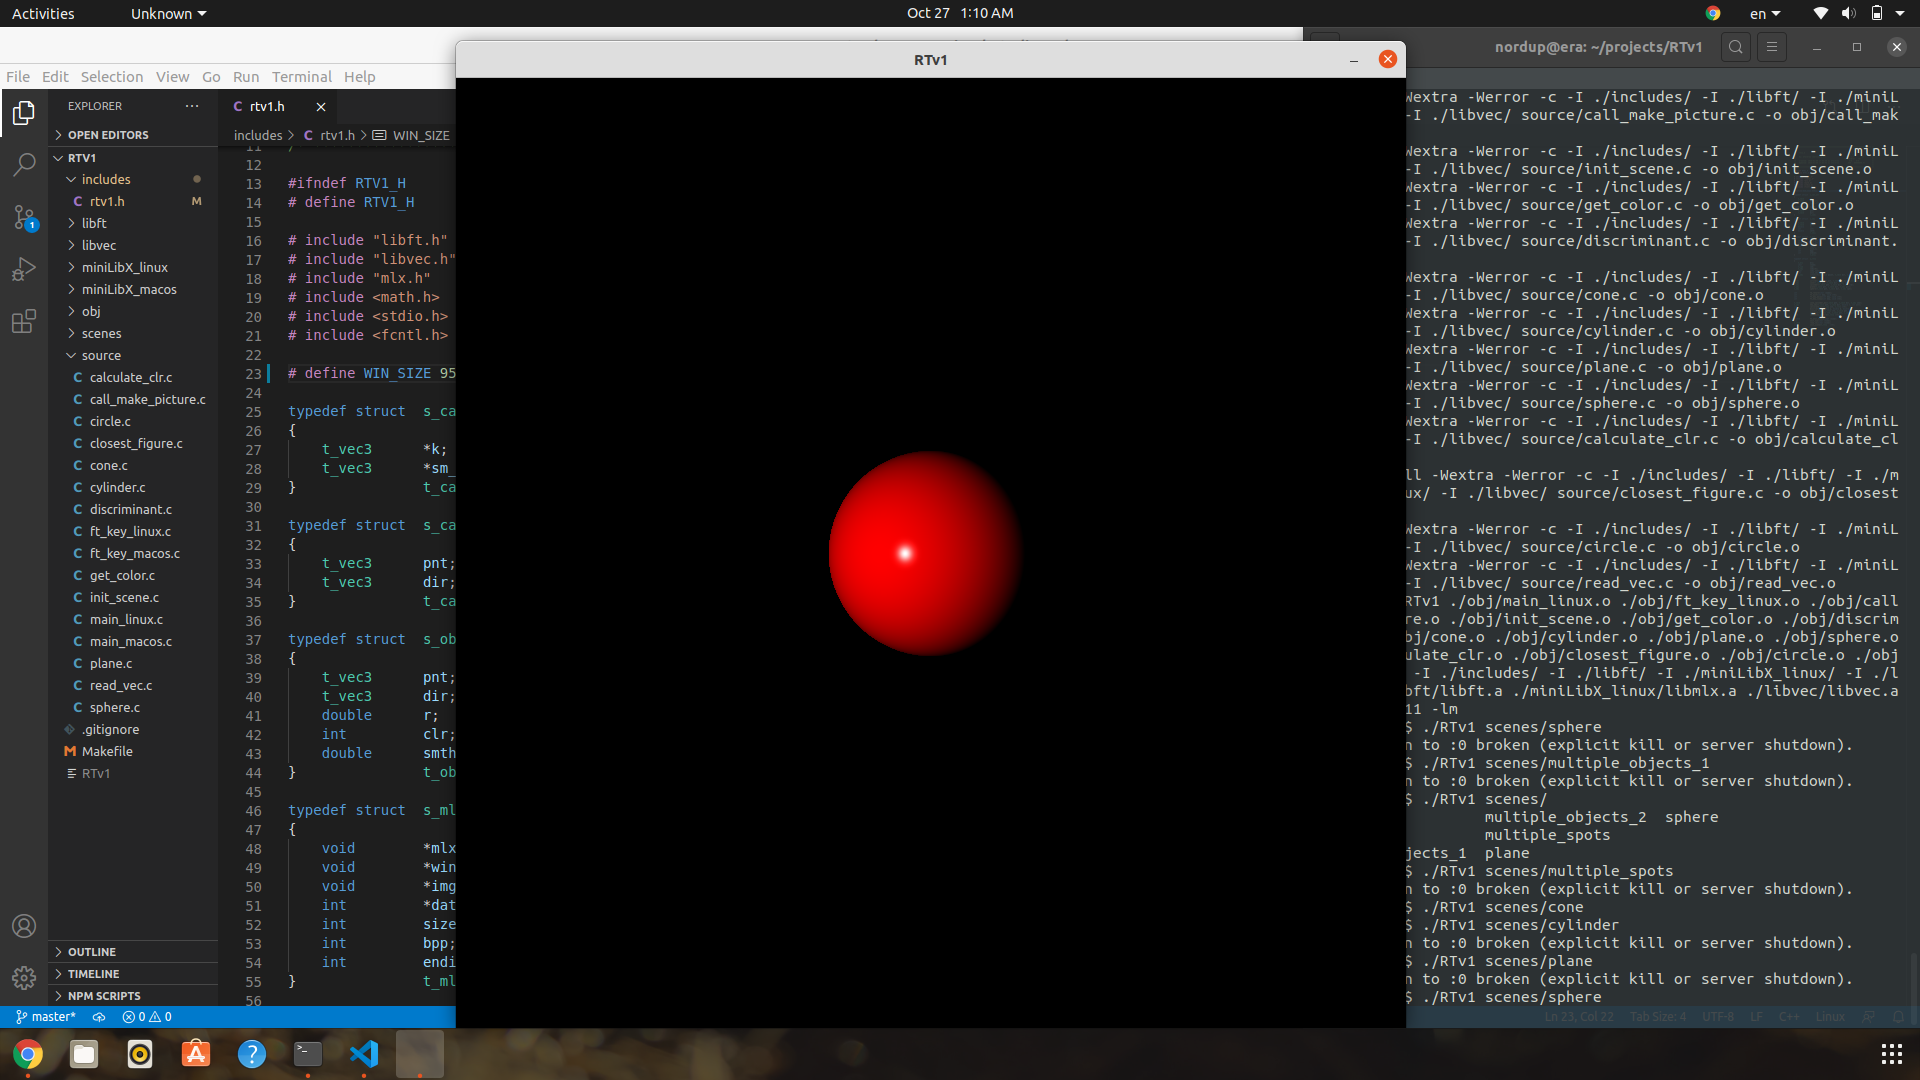 Activities
Unknown
Oct 27 1:10 AM
en
nordup@era: ~/projects/RTv1
RTv1
File Edit Selection View Go Run Terminal Help
EXPLORER
OPEN EDITORS
RTV1
includes
C rtv1.h M
libft
libvec
miniLibX_linux
miniLibX_macos
obj
scenes
source
C calculate_clr.c
C call_make_picture.c
C circle.c
C closest_figure.c
C cone.c
C cylinder.c
C discriminant.c
C ft_key_linux.c
C ft_key_macos.c
C get_color.c
C init_scene.c
C main_linux.c
C main_macos.c
C plane.c
C read_vec.c
C sphere.c
.gitignore
M Makefile
RTv1
OUTLINE
TIMELINE
NPM SCRIPTS
1
C rtv1.h
includes > C rtv1.h > WIN_SIZE
11 /
12
13 #ifndef RTV1_H
14 # define RTV1_H
15
16 # include "libft.h"
17 # include "libvec.h"
18 # include "mlx.h"
19 # include <math.h>
20 # include <stdio.h>
21 # include <fcntl.h>
22
23 # define WIN_SIZE 95
24
25 typedef struct s_ca
26 {
27 t_vec3 *k;
28 t_vec3 *sm_
29 } t_ca
30
31 typedef struct s_ca
32 {
33 t_vec3 pnt;
34 t_vec3 dir;
35 } t_ca
36
37 typedef struct s_ob
38 {
39 t_vec3 pnt;
40 t_vec3 dir;
41 double r;
42 int clr;
43 double smth
44 } t_ob
45
46 typedef struct s_ml
47 {
48 void *mlx
49 void *win
50 void *img
51 int *dat
52 int size
53 int bpp;
54 int endi
55 } t_ml
56
master* 0 0
Wextra -Werror -c -I ./includes/ -I ./libft/ -I ./miniL
-I ./libvec/ source/call_make_picture.c -o obj/call_mak
Wextra -Werror -c -I ./includes/ -I ./libft/ -I ./miniL
-I ./libvec/ source/init_scene.c -o obj/init_scene.o
Wextra -Werror -c -I ./includes/ -I ./libft/ -I ./miniL
-I ./libvec/ source/get_color.c -o obj/get_color.o
Wextra -Werror -c -I ./includes/ -I ./libft/ -I ./miniL
-I ./libvec/ source/discriminant.c -o obj/discriminant.
Wextra -Werror -c -I ./includes/ -I ./libft/ -I ./miniL
-I ./libvec/ source/cone.c -o obj/cone.o
Wextra -Werror -c -I ./includes/ -I ./libft/ -I ./miniL
-I ./libvec/ source/cylinder.c -o obj/cylinder.o
Wextra -Werror -c -I ./includes/ -I ./libft/ -I ./miniL
-I ./libvec/ source/plane.c -o obj/plane.o
Wextra -Werror -c -I ./includes/ -I ./libft/ -I ./miniL
-I ./libvec/ source/sphere.c -o obj/sphere.o
Wextra -Werror -c -I ./includes/ -I ./libft/ -I ./miniL
-I ./libvec/ source/calculate_clr.c -o obj/calculate_cl
ll -Wextra -Werror -c -I ./includes/ -I ./libft/ -I ./m
ux/ -I ./libvec/ source/closest_figure.c -o obj/closest
Wextra -Werror -c -I ./includes/ -I ./libft/ -I ./miniL
-I ./libvec/ source/circle.c -o obj/circle.o
Wextra -Werror -c -I ./includes/ -I ./libft/ -I ./miniL
-I ./libvec/ source/read_vec.c -o obj/read_vec.o
RTv1 ./obj/main_linux.o ./obj/ft_key_linux.o ./obj/call
re.o ./obj/init_scene.o ./obj/get_color.o ./obj/discrim
bj/cone.o ./obj/cylinder.o ./obj/plane.o ./obj/sphere.o
ulate_clr.o ./obj/closest_figure.o ./obj/circle.o ./obj
-I ./includes/ -I ./libft/ -I ./miniLibX_linux/ -I ./l
bft/libft.a ./miniLibX_linux/libmlx.a ./libvec/libvec.a
11 -lm
$ ./RTv1 scenes/sphere
n to :0 broken (explicit kill or server shutdown).
$ ./RTv1 scenes/multiple_objects_1
n to :0 broken (explicit kill or server shutdown).
$ ./RTv1 scenes/
multiple_objects_2 sphere
multiple_spots
jects_1 plane
$ ./RTv1 scenes/multiple_spots
n to :0 broken (explicit kill or server shutdown).
$ ./RTv1 scenes/cone
$ ./RTv1 scenes/cylinder
n to :0 broken (explicit kill or server shutdown).
$ ./RTv1 scenes/plane
n to :0 broken (explicit kill or server shutdown).
$ ./RTv1 scenes/sphere
Ln 23, Col 22 Tab Size: 4 UTF-8 LF C++ Linux